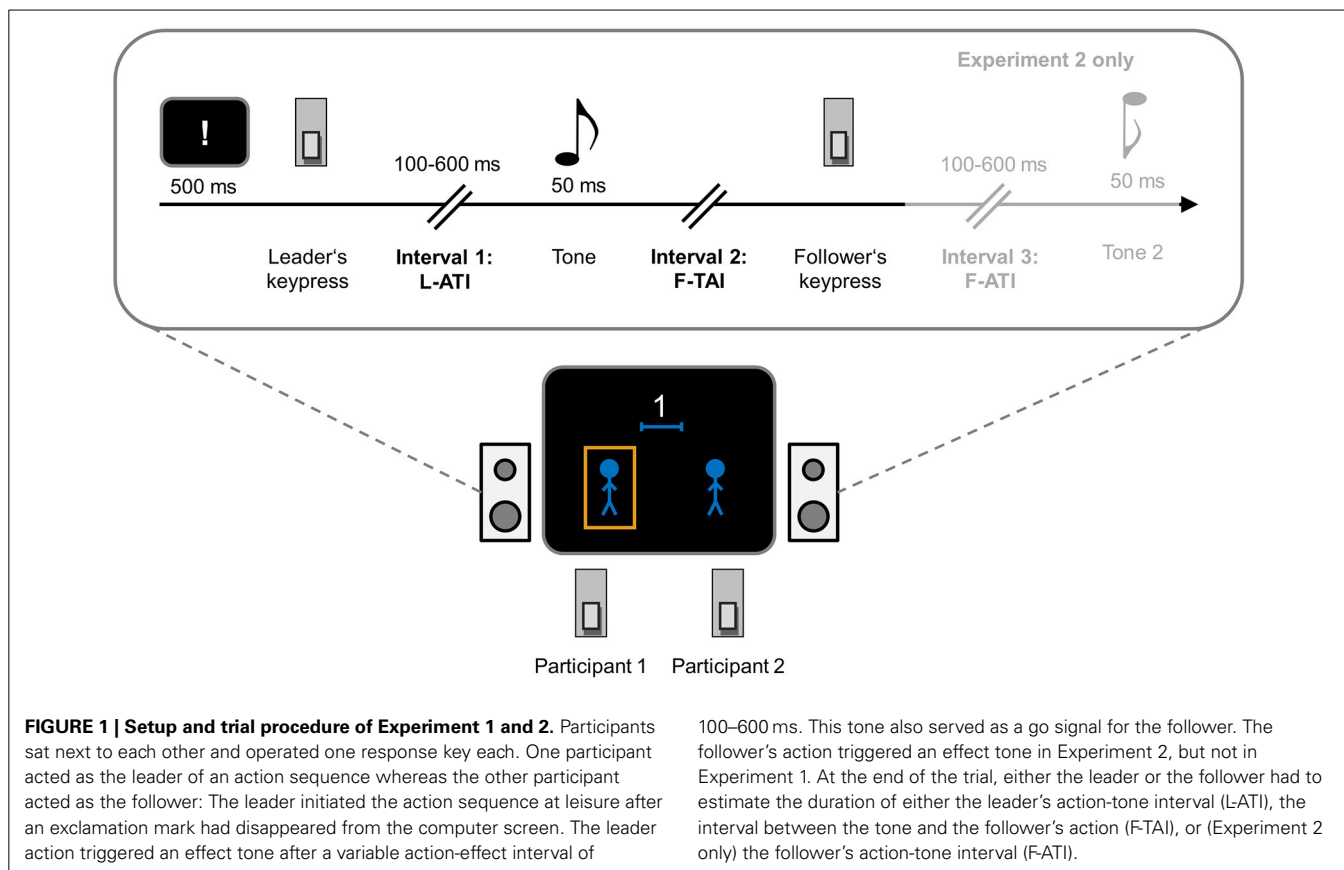 Experiment 2 only
!
500 ms
100-600 ms
50 ms
100-600 ms
50 ms
Leader‘s
keypress
Interval 1:
L-ATI
Tone
Interval 2:
F-TAI
Follower‘s
keypress
Interval 3:
F-ATI
Tone 2
1
Participant 1
Participant 2
FIGURE 1 | Setup and trial procedure of Experiment 1 and 2. Participants
sat next to each other and operated one response key each. One participant
acted as the leader of an action sequence whereas the other participant
acted as the follower: The leader initiated the action sequence at leisure after
an exclamation mark had disappeared from the computer screen. The leader
action triggered an effect tone after a variable action-effect interval of
100–600 ms. This tone also served as a go signal for the follower. The
follower’s action triggered an effect tone in Experiment 2, but not in
Experiment 1. At the end of the trial, either the leader or the follower had to
estimate the duration of either the leader’s action-tone interval (L-ATI), the
interval between the tone and the follower’s action (F-TAI), or (Experiment 2
only) the follower’s action-tone interval (F-ATI).